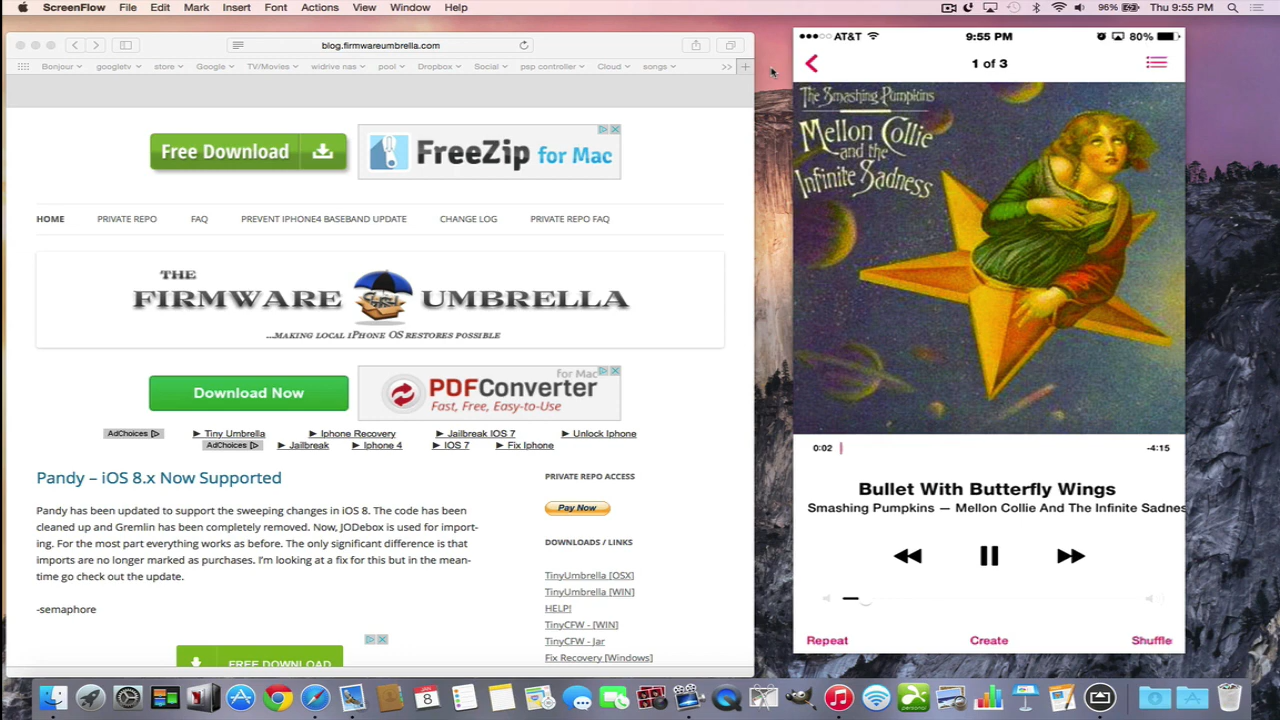 ScreenFlow File Edit Mark Insert Font Actions View Window Help
96% Thu 9:55 PM
blog.firmwareumbrella.com
Bonjour googletv store Google TV/Movies widrive nas pool Dropbox Social psp controller Cloud songs >>
Free Download
FreeZip for Mac
HOME PRIVATE REPO FAQ PREVENT IPHONE4 BASEBAND UPDATE CHANGE LOG PRIVATE REPO FAQ
THE
FIRMWARE UMBRELLA
...MAKING LOCAL IPHONE OS RESTORES POSSIBLE
Download Now
for Mac
PDFConverter
Fast, Free, Easy-to-Use
AdChoices Tiny Umbrella Iphone Recovery Jailbreak IOS 7 Unlock Iphone
AdChoices Jailbreak Iphone 4 IOS 7 Fix Iphone
Pandy – iOS 8.x Now Supported
Pandy has been updated to support the sweeping changes in iOS 8. The code has been
cleaned up and Gremlin has been completely removed. Now, JODebox is used for import-
ing. For the most part everything works as before. The only significant difference is that
imports are no longer marked as purchases. I'm looking at a fix for this but in the mean-
time go check out the update.
-semaphore
FREE DOWNLOAD
PRIVATE REPO ACCESS
Pay Now
DOWNLOADS / LINKS
TinyUmbrella [OSX]
TinyUmbrella [WIN]
HELP!
TinyCFW - [WIN]
TinyCFW - Jar
Fix Recovery [Windows]
AT&T 9:55 PM 80%
1 of 3
The Smashing Pumpkins
Mellon Collie
and the
Infinite Sadness
0:02 -4:15
Bullet With Butterfly Wings
Smashing Pumpkins — Mellon Collie And The Infinite Sadnes
Repeat Create Shuffle
8